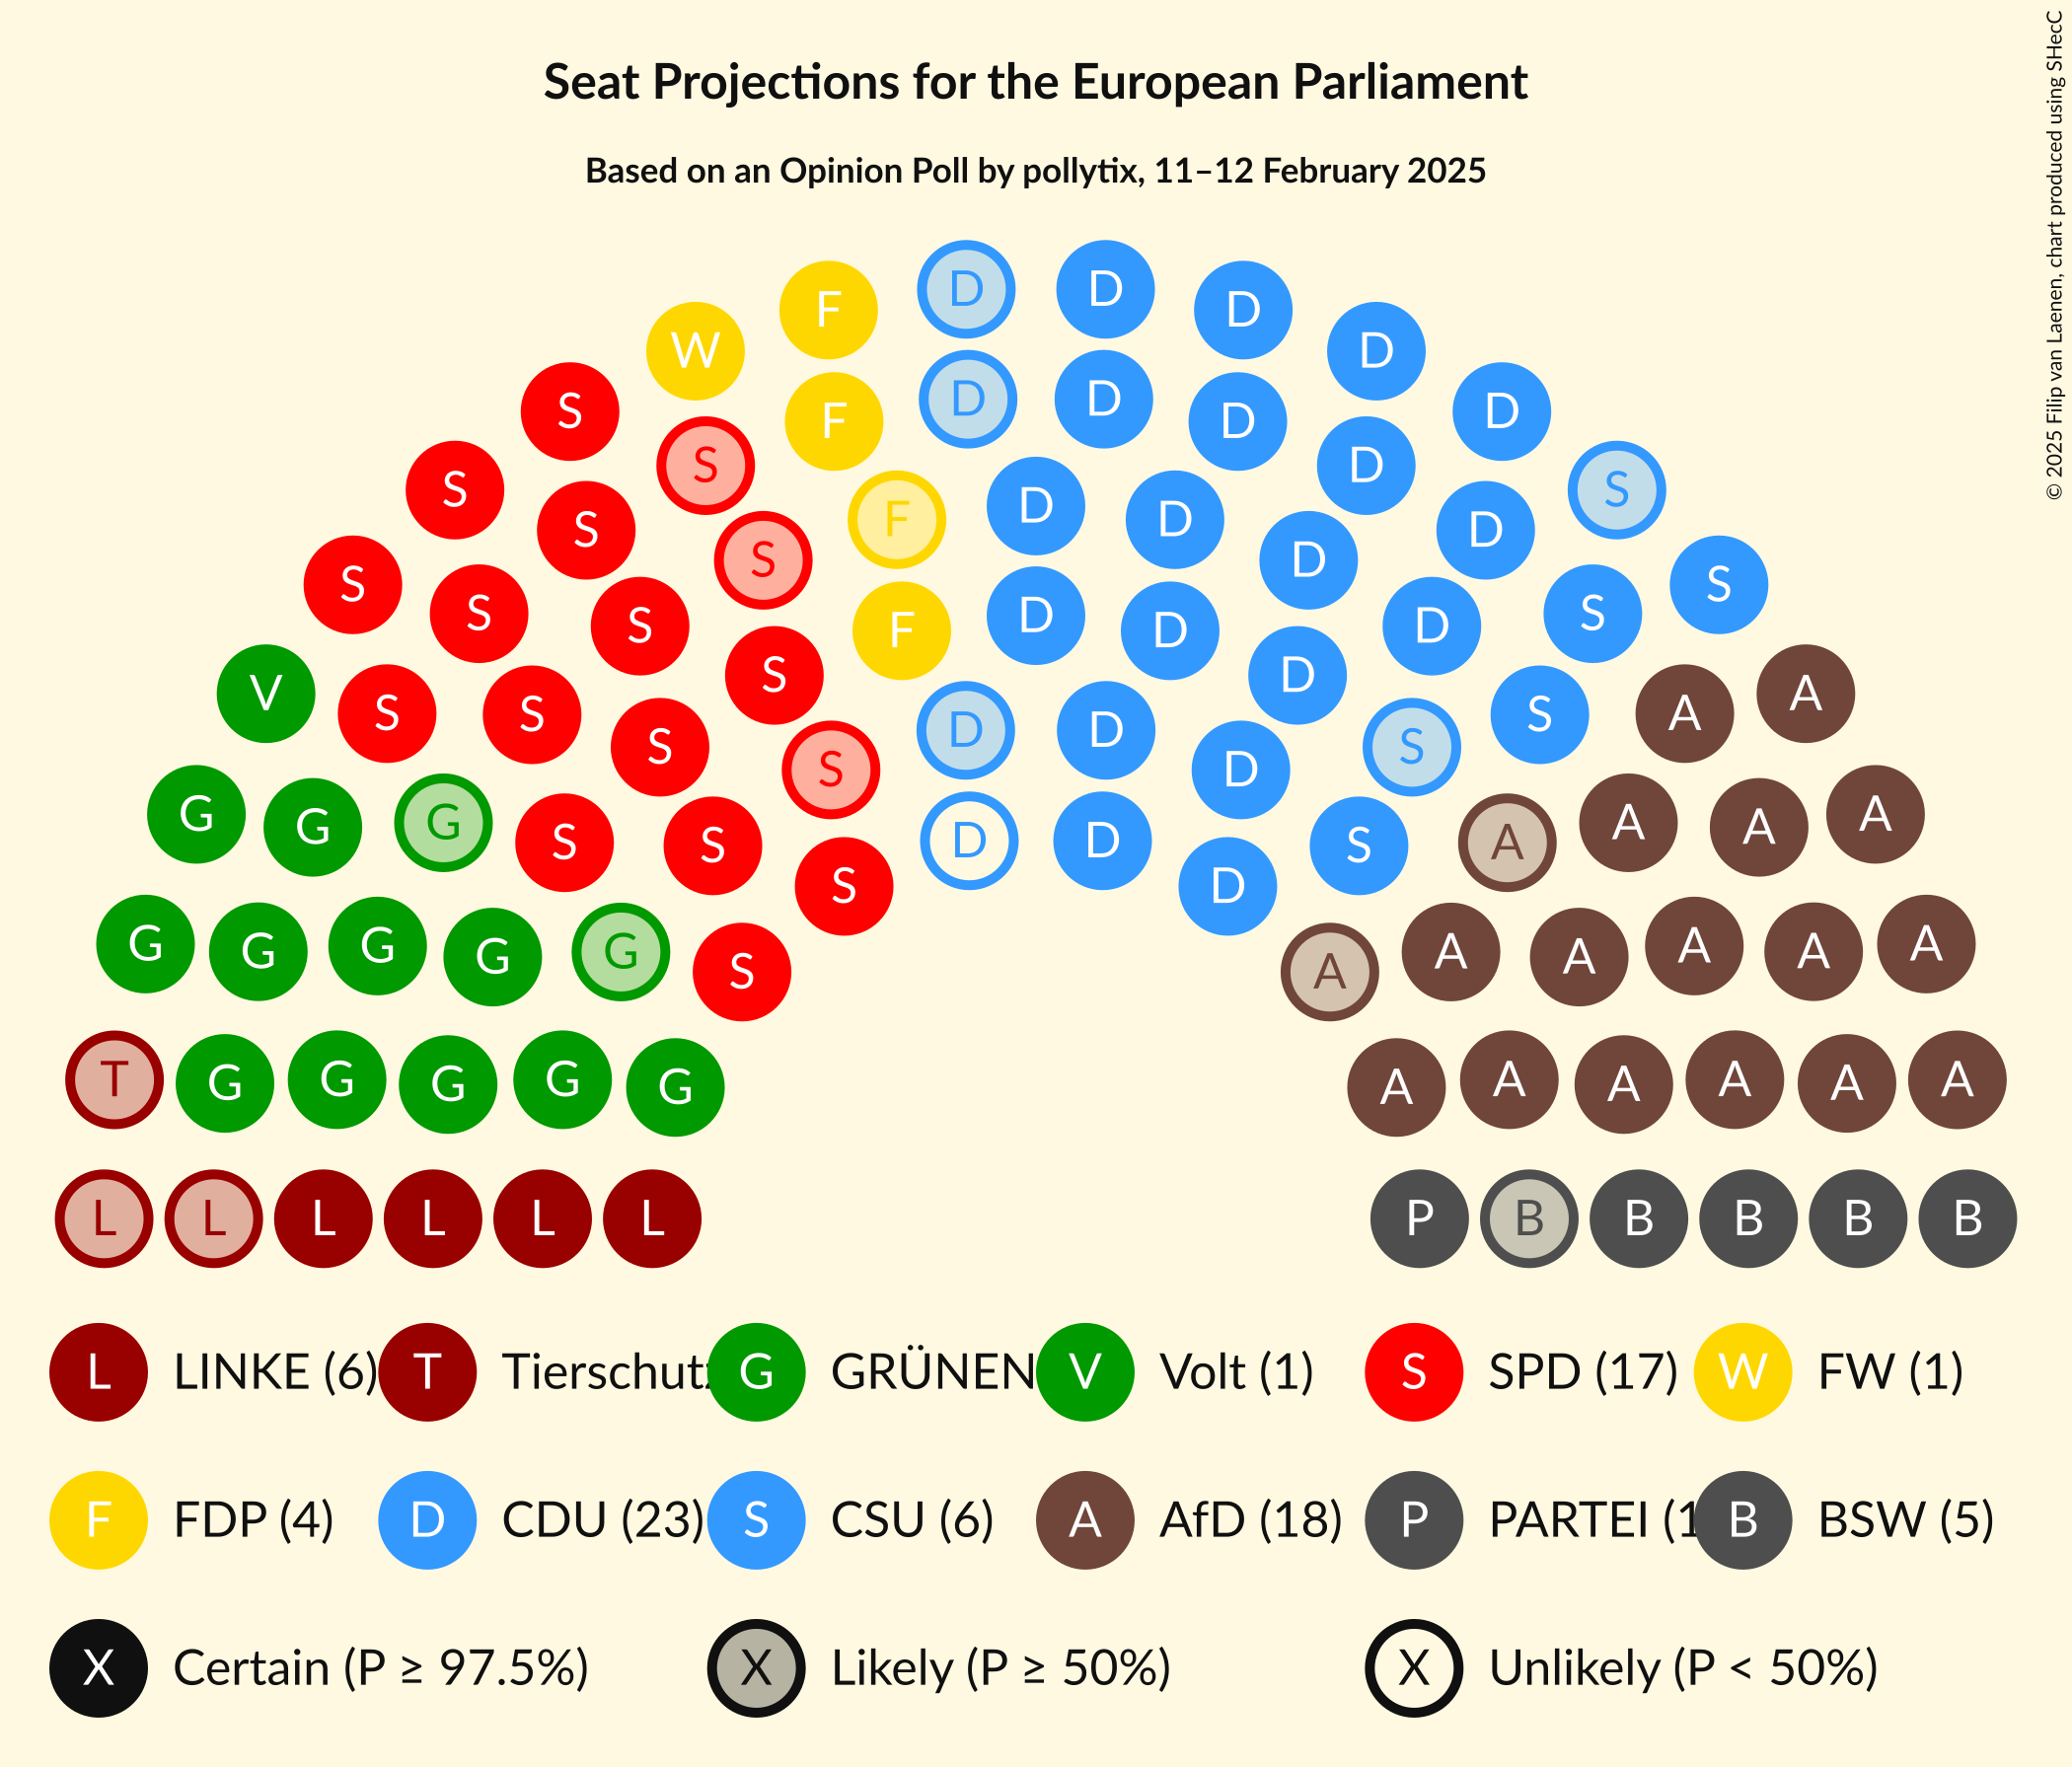 Seat Projections for the European Parliament
Based on an Opinion Poll by pollytix, 11–12 February 2025
© 2025 Filip van Laenen, chart produced using SHecC
D D
F D
W D
D D
F D
S D
S D
S S
F D
S D
S D
S D
S S
S S
F D
S D
S D
V S S S S D D S A A
G G G S S S D D D S A A A A
G G G G G S S D D D S A A A A A A
T G G G G G A A A A A A
L L L L L L P B B B B B
L LINKE (6) T Tierschutz G GRÜNEN V Volt (1) S SPD (17) W FW (1)
F FDP (4) D CDU (23) S CSU (6) A AfD (18) P PARTEI (1 B BSW (5)
X Certain (P ≥ 97.5%) X Likely (P ≥ 50%) X Unlikely (P < 50%)